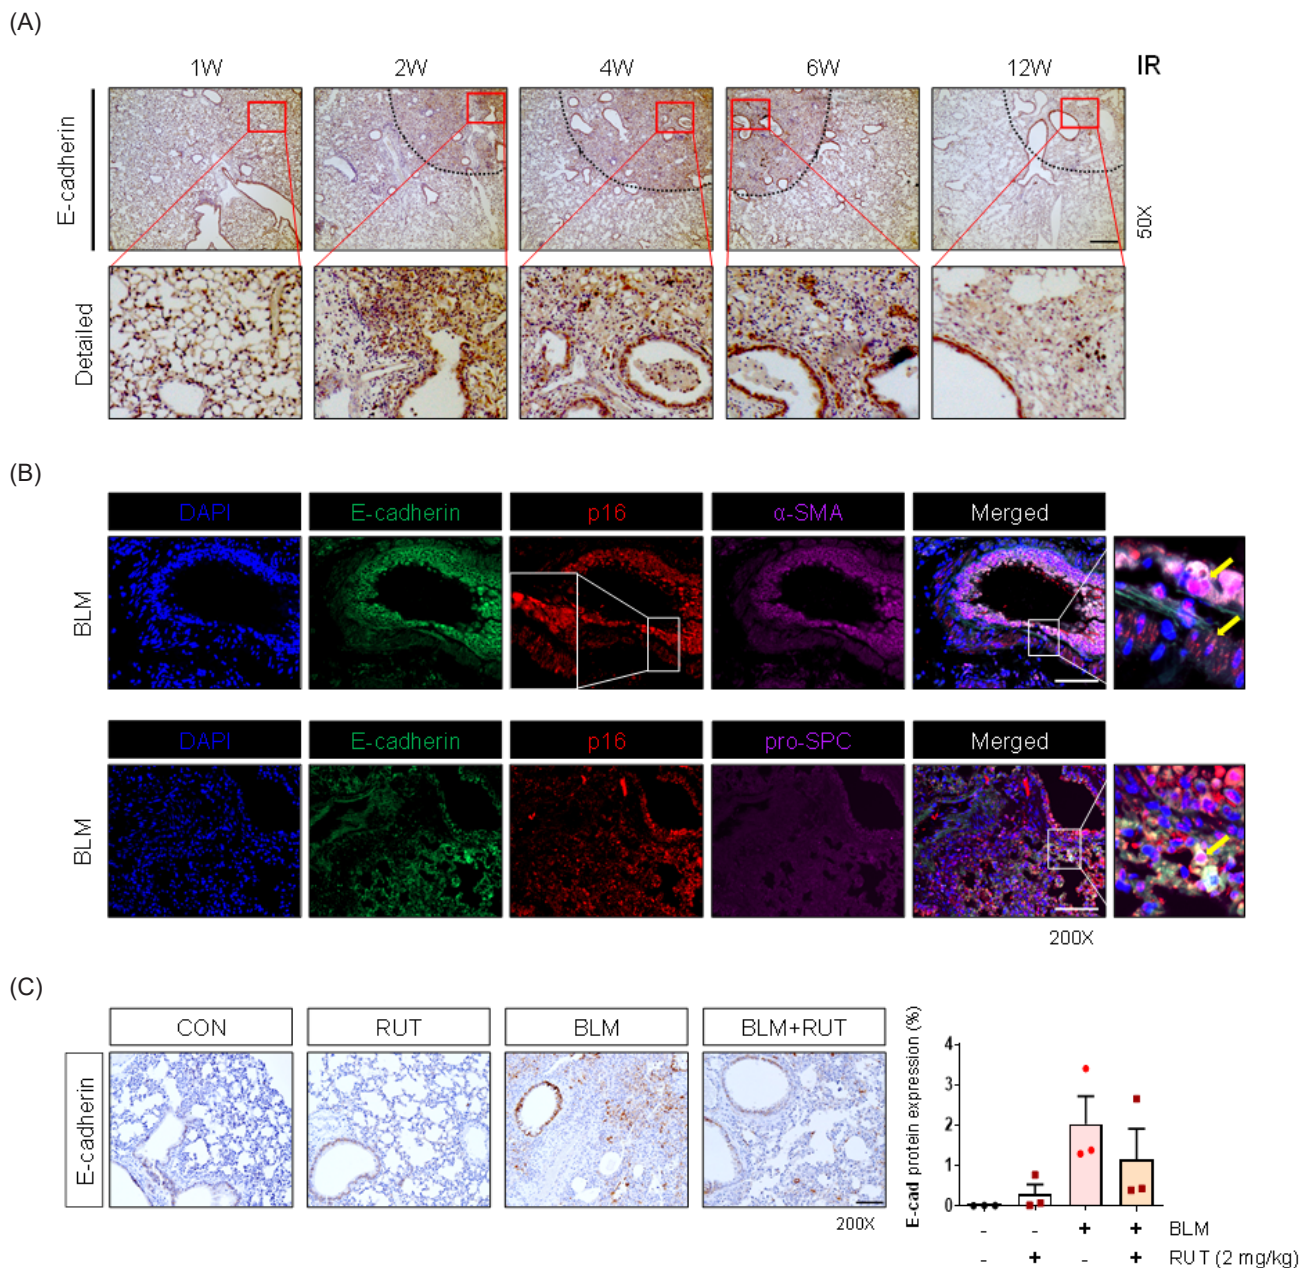 (A)
1W 2W 4W 6W 12W IR
E-cadherin
50X
Detailed
(B)
DAPI E-cadherin p16 α-SMA Merged
BLM
DAPI E-cadherin p16 pro-SPC Merged
BLM
200X
(C)
CON RUT BLM BLM+RUT
E-cadherin
200X
E-cad protein expression (%)
4
3
2
1
0
- - + + BLM
- + - + RUT (2 mg/kg)